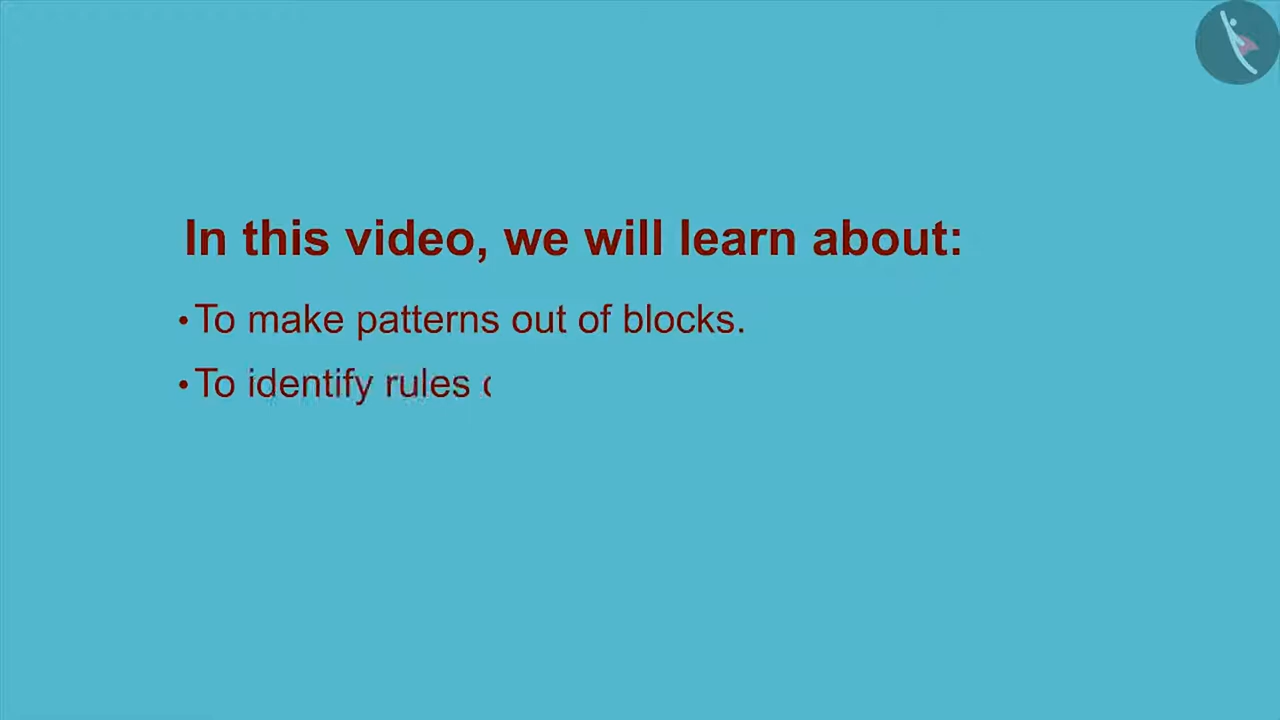 In this video, we will learn about:
• To make patterns out of blocks.
• To identify rules